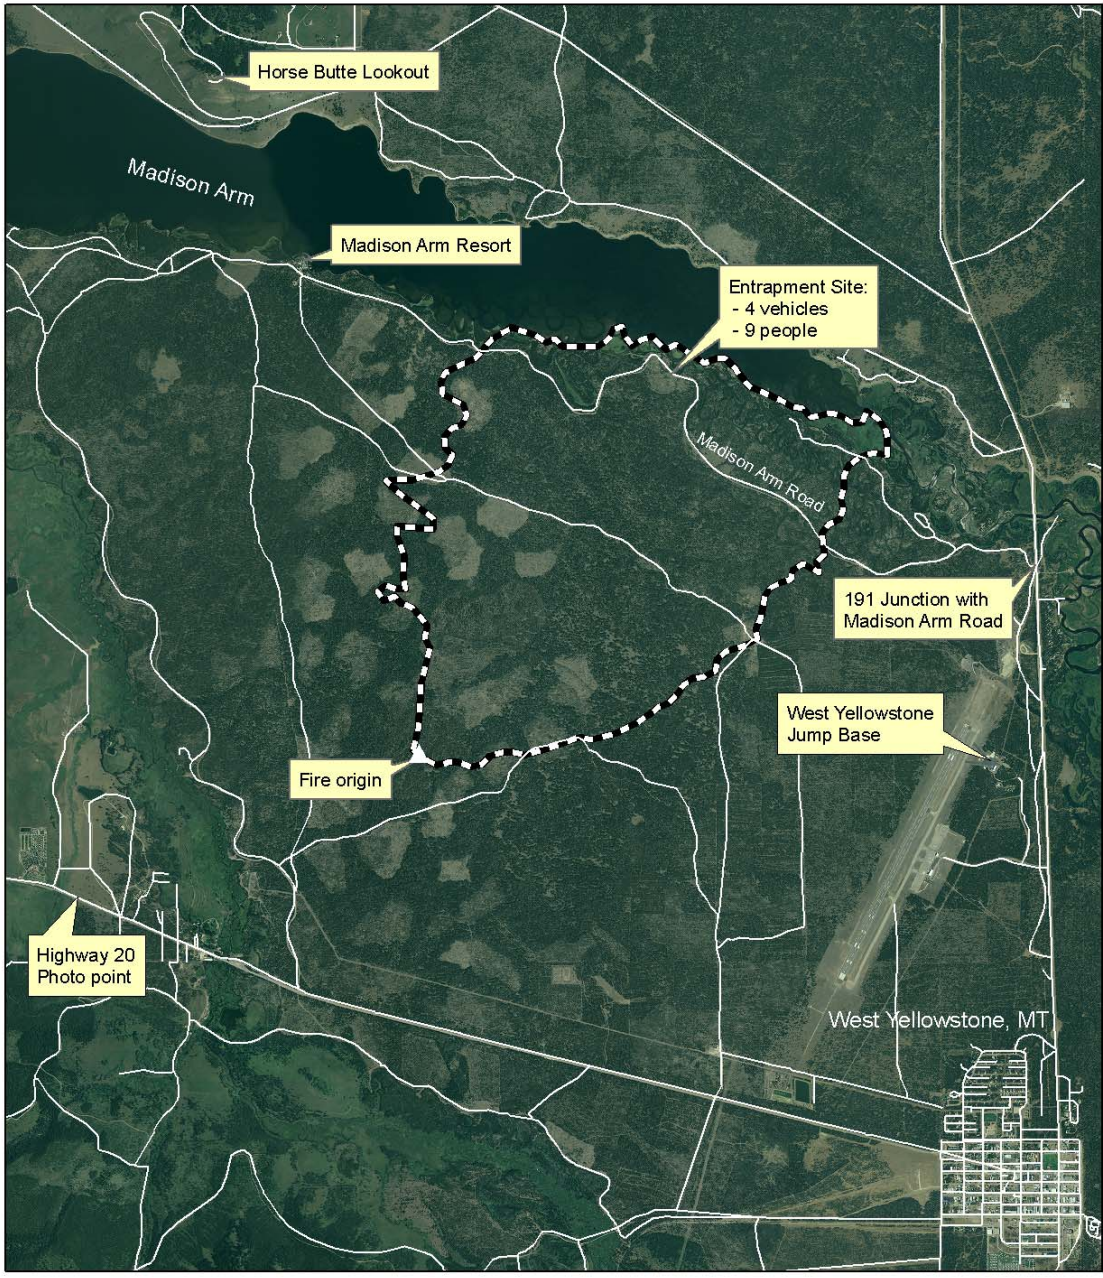 Horse Butte Lookout
Madison Arm
Madison Arm Resort
Entrapment Site:
- 4 vehicles
- 9 people
Madison Arm Road
191 Junction with
Madison Arm Road
West Yellowstone
Jump Base
Fire origin
Highway 20
Photo point
West Yellowstone, MT